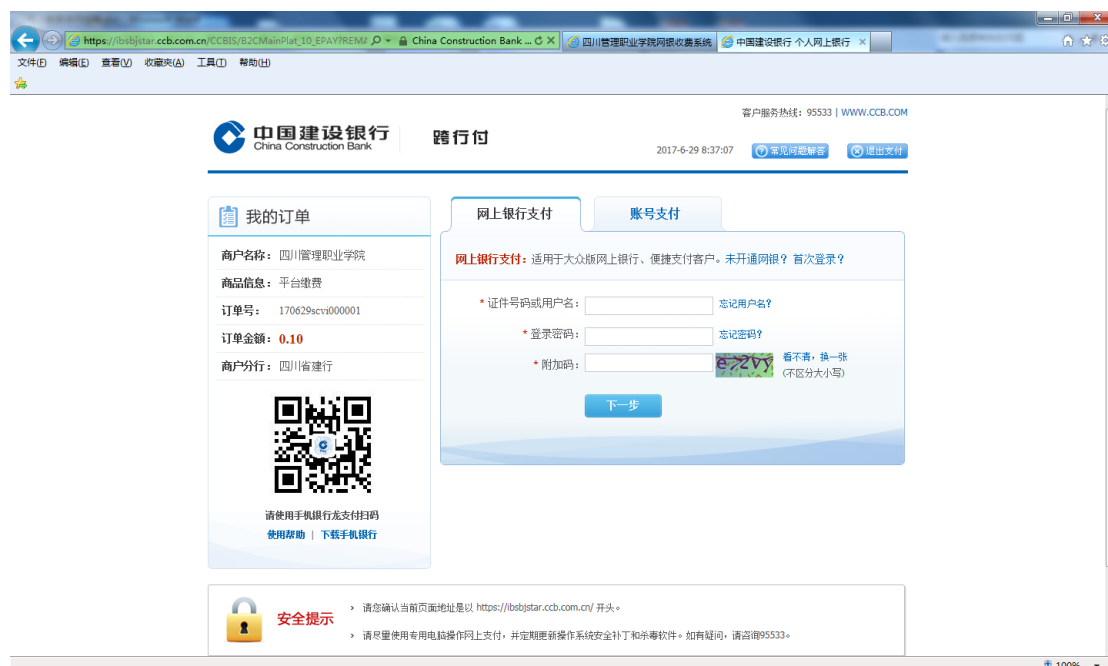 https://ibsbjstar.ccb.com.cn/CCBIS/B2CMainPlat_10_EPAY?REMA
China Construction Bank ...
四川管理职业学院网银收费系统
中国建设银行 个人网上银行
文件(F) 编辑(E) 查看(V) 收藏夹(A) 工具(T) 帮助(H)
客户服务热线：95533 | WWW.CCB.COM
中国建设银行
China Construction Bank
跨行付
2017-6-29 8:37:07
常见问题解答
退出支付
我的订单
商户名称： 四川管理职业学院
商品信息： 平台缴费
订单号： 170629scvi000001
订单金额： 0.10
商户分行： 四川省建行
请使用手机银行龙支付扫码
使用帮助 | 下载手机银行
网上银行支付
账号支付
网上银行支付：适用于大众版网上银行、便捷支付客户。未开通网银？ 首次登录？
* 证件号码或用户名： 忘记用户名？
* 登录密码： 忘记密码？
* 附加码： e72vy 看不清，换一张
(不区分大小写)
下一步
安全提示
› 请您确认当前页面地址是以 https://ibsbjstar.ccb.com.cn/ 开头。
› 请尽量使用专用电脑操作网上支付，并定期更新操作系统安全补丁和杀毒软件。如有疑问，请咨询95533。
100%